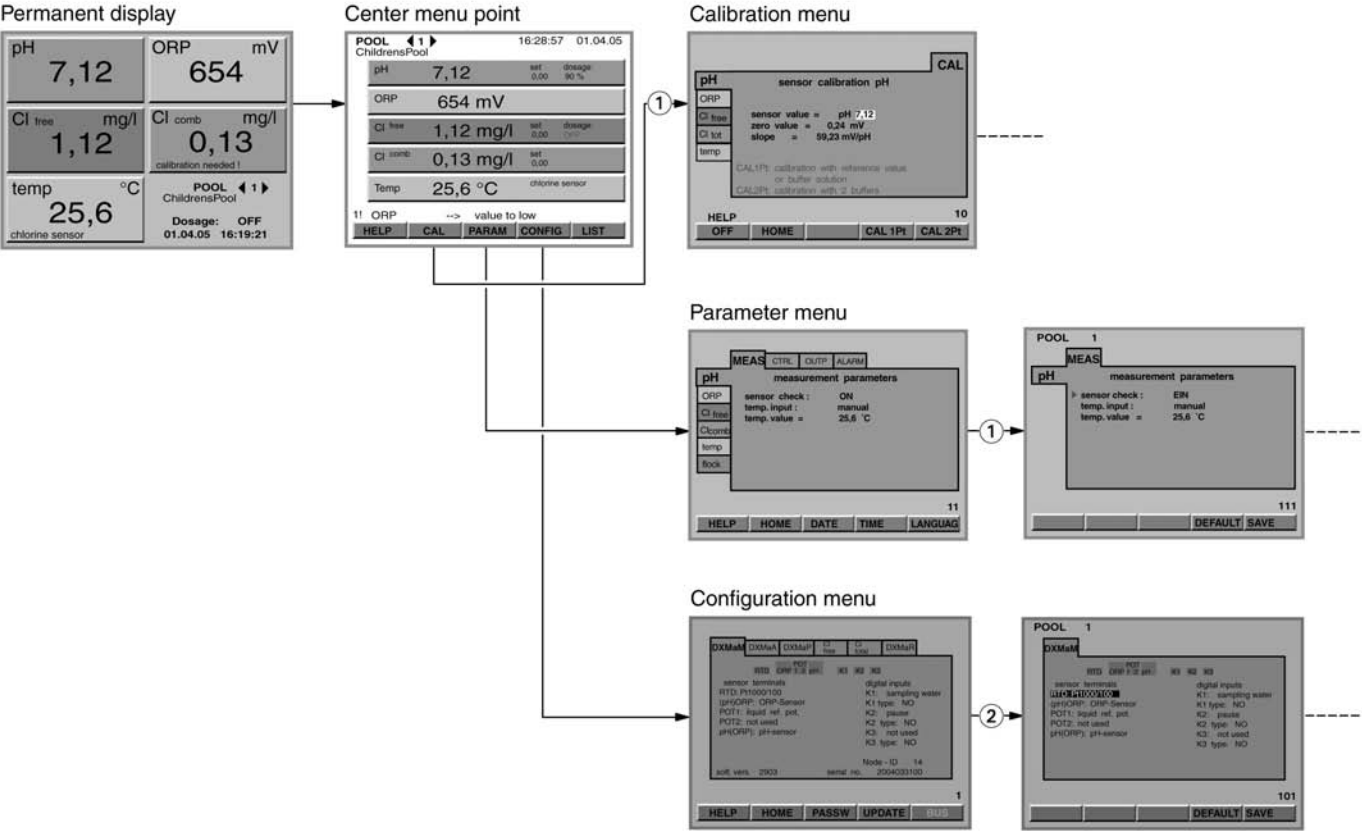 Permanent display
pH
7,12
ORP mV
654
Cl free mg/l
1,12
Cl comb mg/l
0,13
calibration needed !
temp °C
25,6
chlorine sensor
POOL 1
ChildrensPool
Dosage: OFF
01.04.05 16:19:21
Center menu point
POOL 1 16:28:57 01.04.05
ChildrensPool
pH 7,12 set 0,00 dosage: 90 %
ORP 654 mV
Cl free 1,12 mg/l set 0,00 dosage: OFF
Cl comb 0,13 mg/l set 0,00
Temp 25,6 °C chlorine sensor
1! ORP --> value to low
HELP CAL PARAM CONFIG LIST
1
Calibration menu
CAL
pH
ORP
Cl free
Cl tot
temp
sensor calibration pH
sensor value = pH 7,12
zero value = 0,24 mV
slope = 59,23 mV/pH
CAL1Pt: calibration with reference value
or buffer solution
CAL2Pt: calibration with 2 buffers
HELP
10
OFF HOME CAL 1Pt CAL 2Pt
Parameter menu
MEAS CTRL OUTP ALARM
pH
ORP
Cl free
Clcomb
temp
flock
measurement parameters
sensor check : ON
temp. input : manual
temp. value = 25,6 °C
11
HELP HOME DATE TIME LANGUAG
1
POOL 1
MEAS
pH
measurement parameters
sensor check : EIN
temp. input : manual
temp. value = 25,6 °C
111
DEFAULT SAVE
Configuration menu
DXMaM DXMaA DXMaP Cl free Cl total DXMaR
POT
RTD ORP 1 2 pH K1 K2 K3
sensor terminals
RTD: Pt1000/100
(pH)ORP: ORP-Sensor
POT1: liquid ref. pot.
POT2: not used
pH(ORP): pH-sensor
digital inputs
K1: sampling water
K1 type: NO
K2: pause
K2 type: NO
K3: not used
K3 type: NO
Node - ID 14
soft. vers. 2903 serial no. 2004033100
1
HELP HOME PASSW UPDATE BUS
2
POOL 1
DXMaM
POT
RTD ORP 1 2 pH K1 K2 K3
sensor terminals
RTD: Pt1000/100
(pH)ORP: ORP-Sensor
POT1: liquid ref. pot.
POT2: not used
pH(ORP): pH-sensor
digital inputs
K1: sampling water
K1 type: NO
K2: pause
K2 type: NO
K3: not used
K3 type: NO
101
DEFAULT SAVE